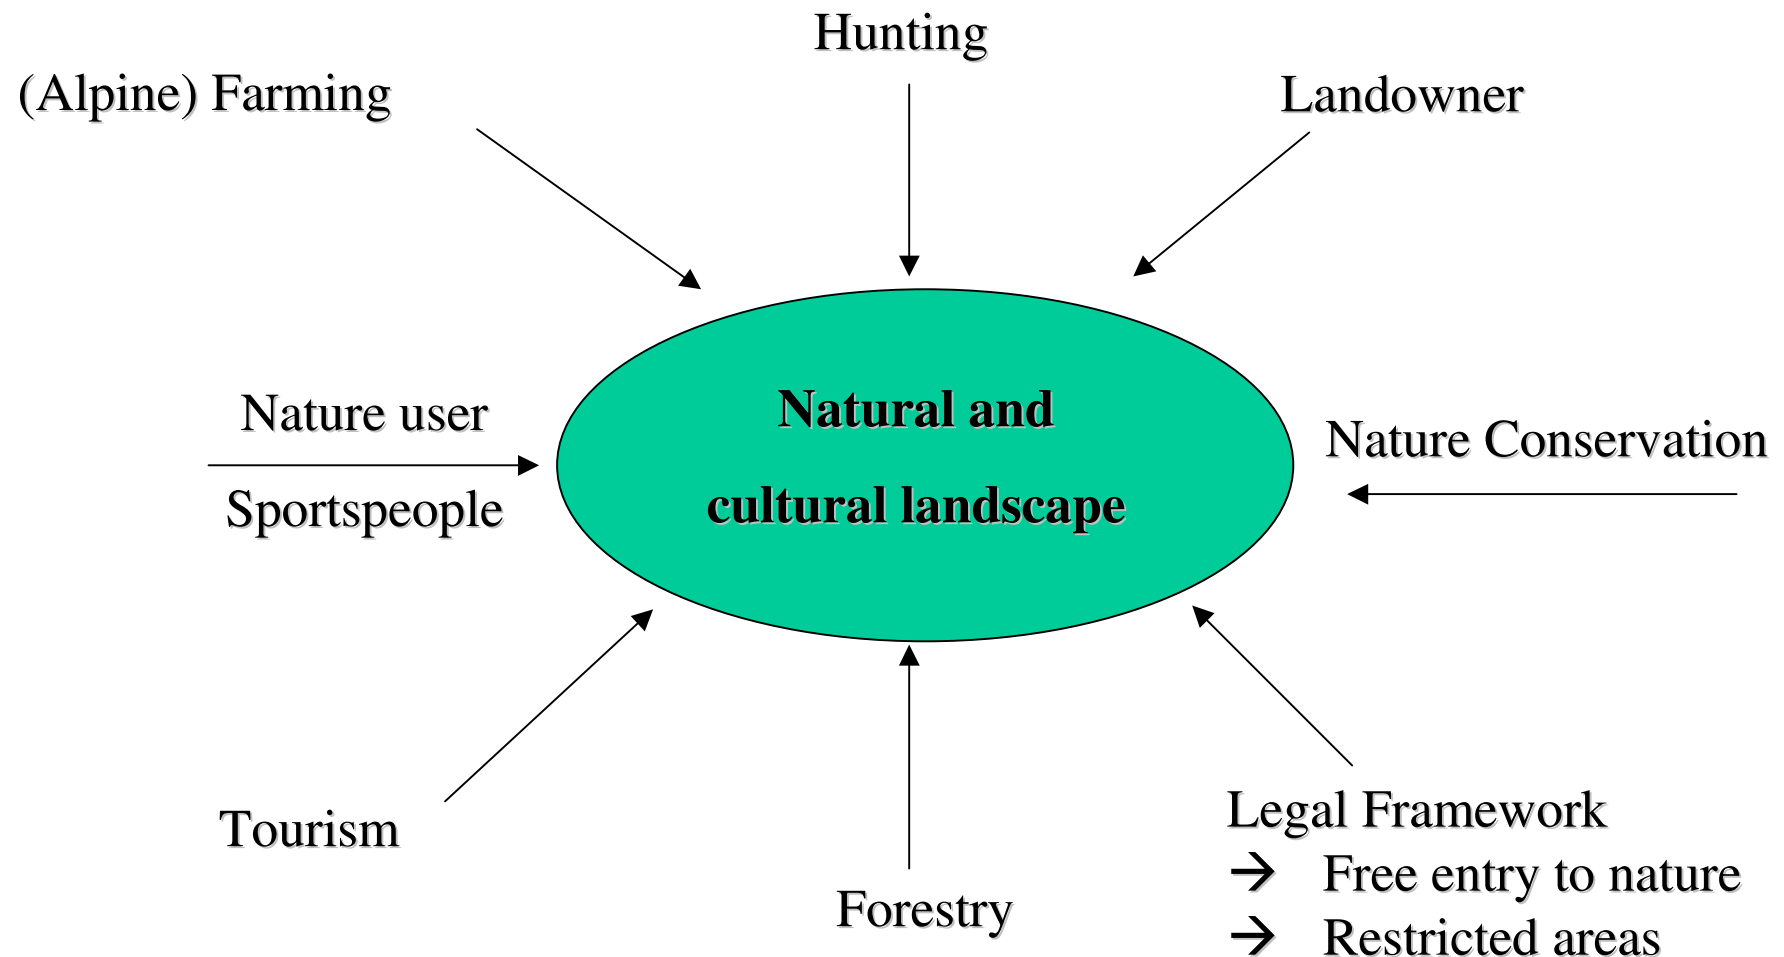 Hunting
(Alpine) Farming
Landowner
Nature user
Sportspeople
Natural and
cultural landscape
Nature Conservation
Tourism
Forestry
Legal Framework
→ Free entry to nature
→ Restricted areas